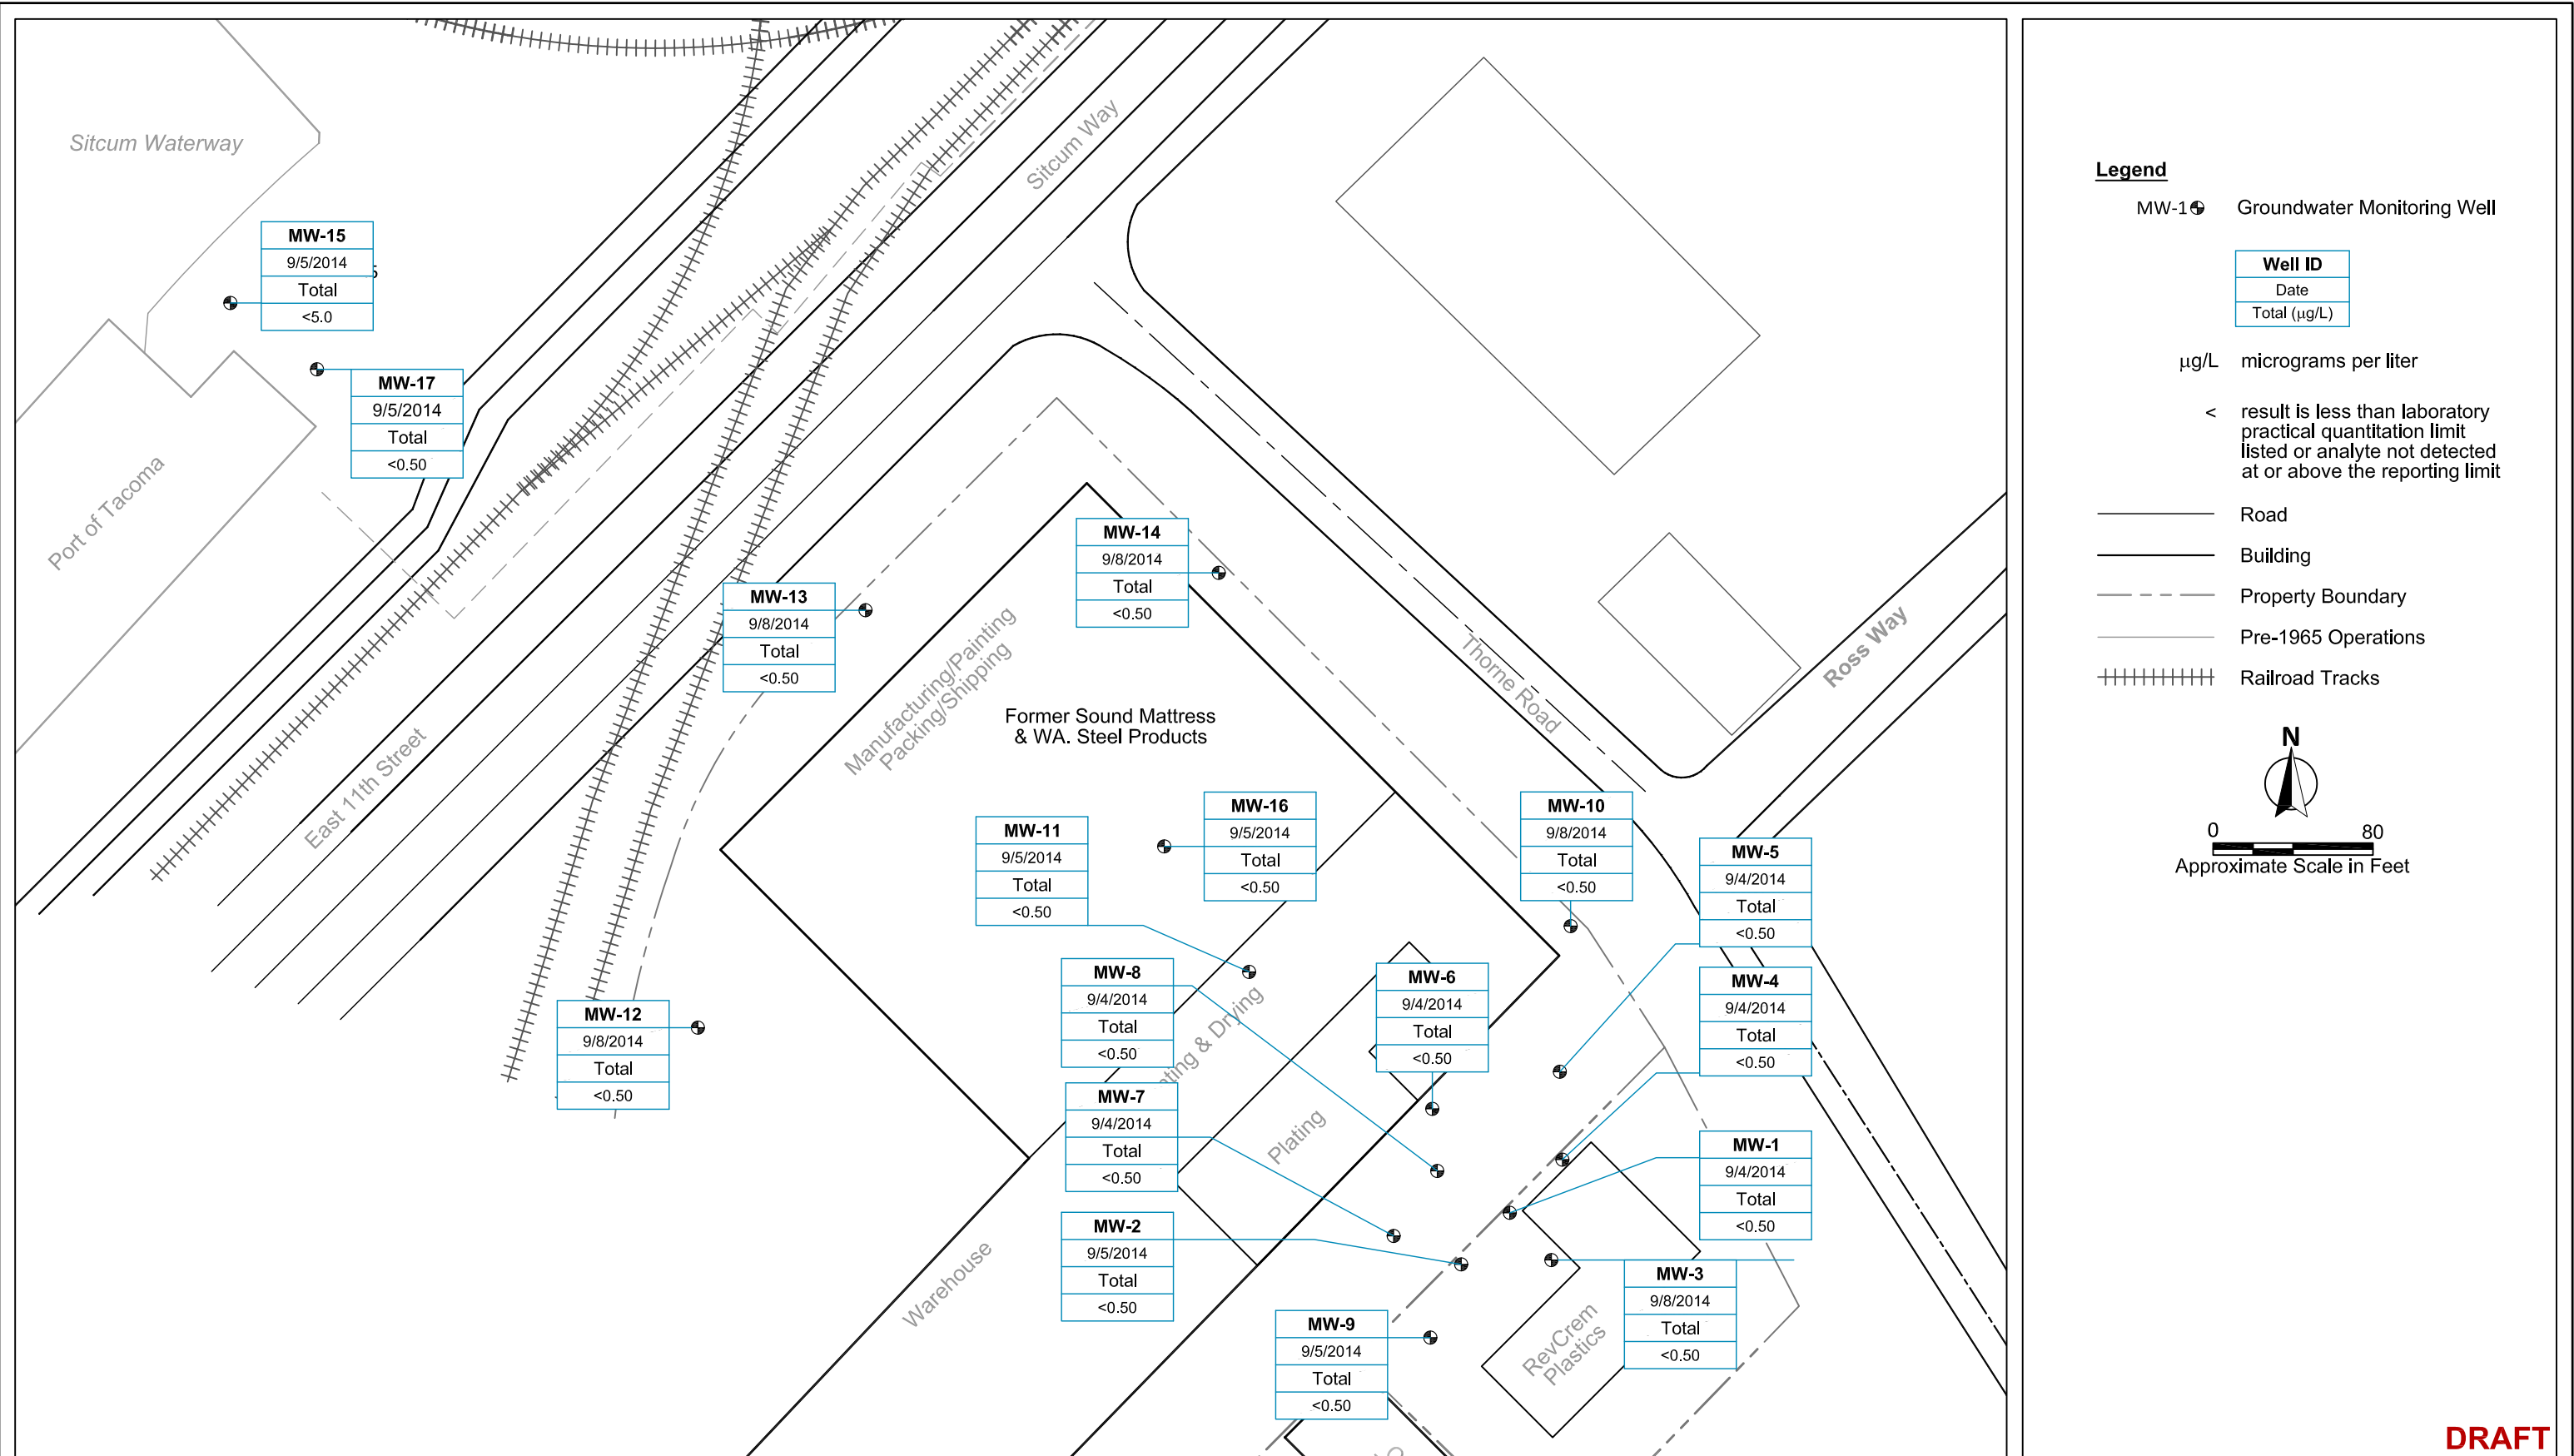 Sitcum Waterway
Sitcum Way
MW-15
9/5/2014
Total
<5.0
MW-17
9/5/2014
Total
<0.50
Port of Tacoma
East 11th Street
MW-13
9/8/2014
Total
<0.50
MW-14
9/8/2014
Total
<0.50
Manufacturing/Painting
Packing/Shipping
Former Sound Mattress
& WA. Steel Products
Thorne Road
Ross Way
MW-16
9/5/2014
Total
<0.50
MW-11
9/5/2014
Total
<0.50
MW-10
9/8/2014
Total
<0.50
MW-5
9/4/2014
Total
<0.50
MW-8
9/4/2014
Total
<0.50
MW-6
9/4/2014
Total
<0.50
MW-4
9/4/2014
Total
<0.50
MW-12
9/8/2014
Total
<0.50
& Drying
MW-7
9/4/2014
Total
<0.50
Plating
MW-1
9/4/2014
Total
<0.50
MW-2
9/5/2014
Total
<0.50
Warehouse
MW-3
9/8/2014
Total
<0.50
MW-9
9/5/2014
Total
<0.50
RevCrem
Plastics
Legend
MW-1 Groundwater Monitoring Well
Well ID
Date
Total (µg/L)
µg/L micrograms per liter
< result is less than laboratory
practical quantitation limit
listed or analyte not detected
at or above the reporting limit
Road
Building
Property Boundary
Pre-1965 Operations
Railroad Tracks
N
0 80
Approximate Scale in Feet
DRAFT